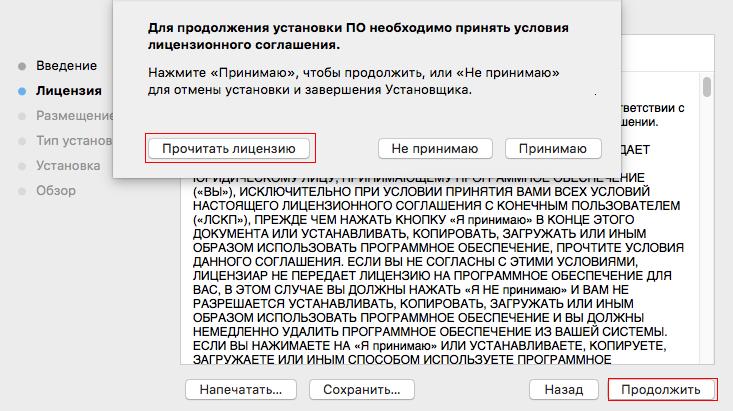 Для продолжения установки ПО необходимо принять условия
лицензионного соглашения.
Нажмите «Принимаю», чтобы продолжить, или «Не принимаю»
для отмены установки и завершения Установщика.
Прочитать лицензию
Не принимаю
Принимаю
Введение
Лицензия
Размещение
Тип установ
Установка
Обзор
тветствии с
шении.
ДАЕТ
ЮРИДИЧЕСКОМУ ЛИЦУ, ПРИНИМАЮЩЕМУ ПРОГРАММНОЕ ОБЕСПЕЧЕНИЕ
(«ВЫ»), ИСКЛЮЧИТЕЛЬНО ПРИ УСЛОВИИ ПРИНЯТИЯ ВАМИ ВСЕХ УСЛОВИЙ
НАСТОЯЩЕГО ЛИЦЕНЗИОННОГО СОГЛАШЕНИЯ С КОНЕЧНЫМ ПОЛЬЗОВАТЕЛЕМ
(«ЛСКП»), ПРЕЖДЕ ЧЕМ НАЖАТЬ КНОПКУ «Я принимаю» В КОНЦЕ ЭТОГО
ДОКУМЕНТА ИЛИ УСТАНАВЛИВАТЬ, КОПИРОВАТЬ, ЗАГРУЖАТЬ ИЛИ ИНЫМ
ОБРАЗОМ ИСПОЛЬЗОВАТЬ ПРОГРАММНОЕ ОБЕСПЕЧЕНИЕ, ПРОЧТИТЕ УСЛОВИЯ
ДАННОГО СОГЛАШЕНИЯ. ЕСЛИ ВЫ НЕ СОГЛАСНЫ С ЭТИМИ УСЛОВИЯМИ,
ЛИЦЕНЗИАР НЕ ПЕРЕДАЕТ ЛИЦЕНЗИЮ НА ПРОГРАММНОЕ ОБЕСПЕЧЕНИЕ ДЛЯ
ВАС, В ЭТОМ СЛУЧАЕ ВЫ ДОЛЖНЫ НАЖАТЬ «Я НЕ принимаю» И ВАМ НЕ
РАЗРЕШАЕТСЯ УСТАНАВЛИВАТЬ, КОПИРОВАТЬ, ЗАГРУЖАТЬ ИЛИ ИНЫМ
ОБРАЗОМ ИСПОЛЬЗОВАТЬ ПРОГРАММНОЕ ОБЕСПЕЧЕНИЕ И ВЫ ДОЛЖНЫ
НЕМЕДЛЕННО УДАЛИТЬ ПРОГРАММНОЕ ОБЕСПЕЧЕНИЕ ИЗ ВАШЕЙ СИСТЕМЫ.
ЕСЛИ ВЫ НАЖИМАЕТЕ НА «Я принимаю» ИЛИ УСТАНАВЛИВАЕТЕ, КОПИРУЕТЕ,
ЗАГРУЖАЕТЕ ИЛИ ИНЫМ СПОСОБОМ ИСПОЛЬЗУЕТЕ ПРОГРАММНОЕ
Напечатать...
Сохранить...
Назад
Продолжить